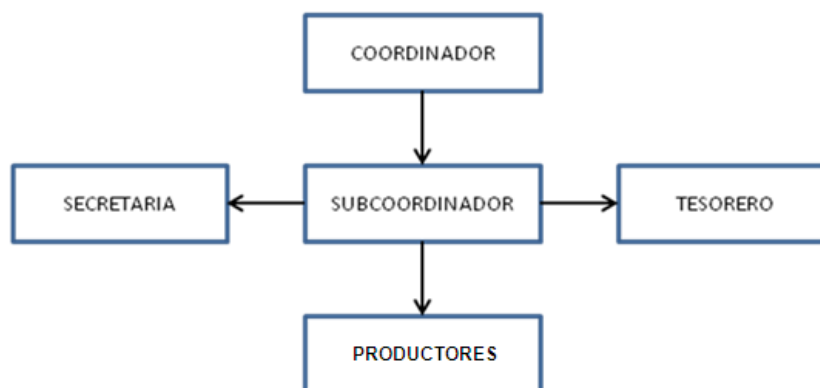 COORDINADOR
SECRETARIA
SUBCOORDINADOR
TESORERO
PRODUCTORES